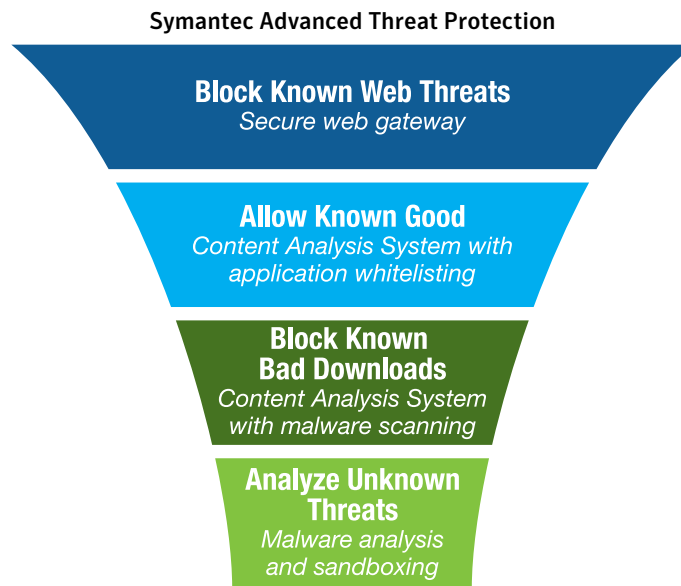 Symantec Advanced Threat Protection
Block Known Web Threats
Secure web gateway
Allow Known Good
Content Analysis System with
application whitelisting
Block Known
Bad Downloads
Content Analysis System
with malware scanning
Analyze Unknown
Threats
Malware analysis
and sandboxing